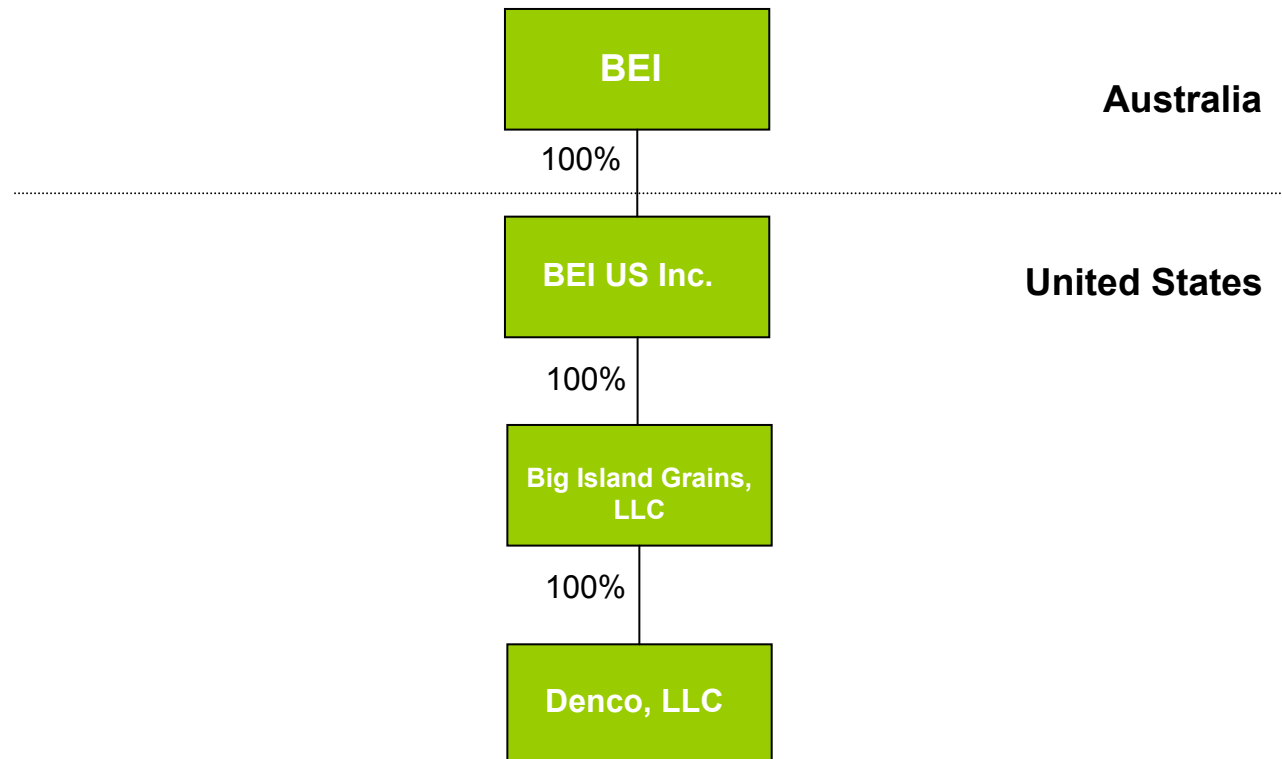 BEI
Australia
100%
BEI US Inc.
United States
100%
Big Island Grains,
LLC
100%
Denco, LLC